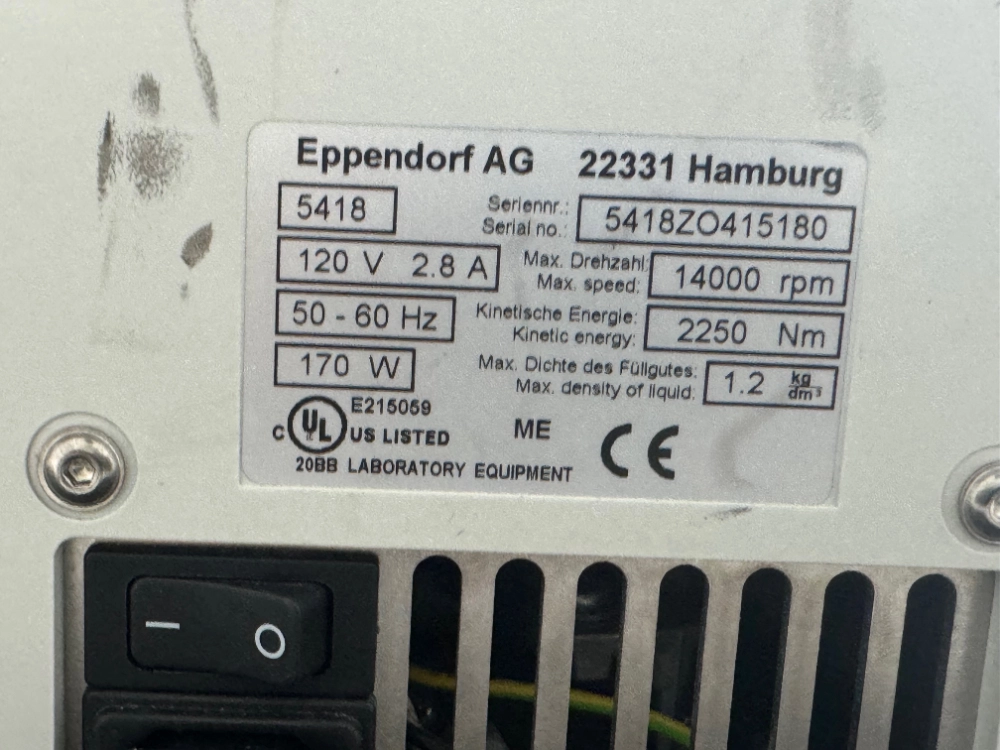 Eppendorf AG 22331 Hamburg
5418
Seriennr.:
Serial no.:
5418ZO415180
120 V 2.8 A
Max. Drehzahl:
Max. speed:
14000 rpm
50 - 60 Hz
Kinetische Energie:
Kinetic energy:
2250 Nm
170 W
Max. Dichte des Füllgutes:
Max. density of liquid:
1.2 kg/dm³
E215059
C UL US LISTED
ME
CE
20BB LABORATORY EQUIPMENT
I O